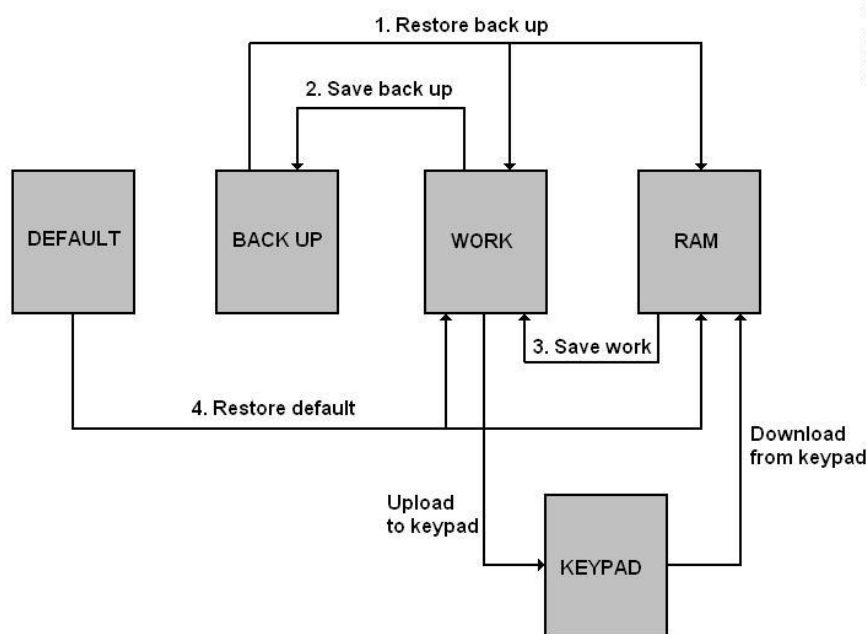 1. Restore back up
2. Save back up
DEFAULT
BACK UP
WORK
RAM
3. Save work
4. Restore default
Download
from keypad
Upload
to keypad
KEYPAD